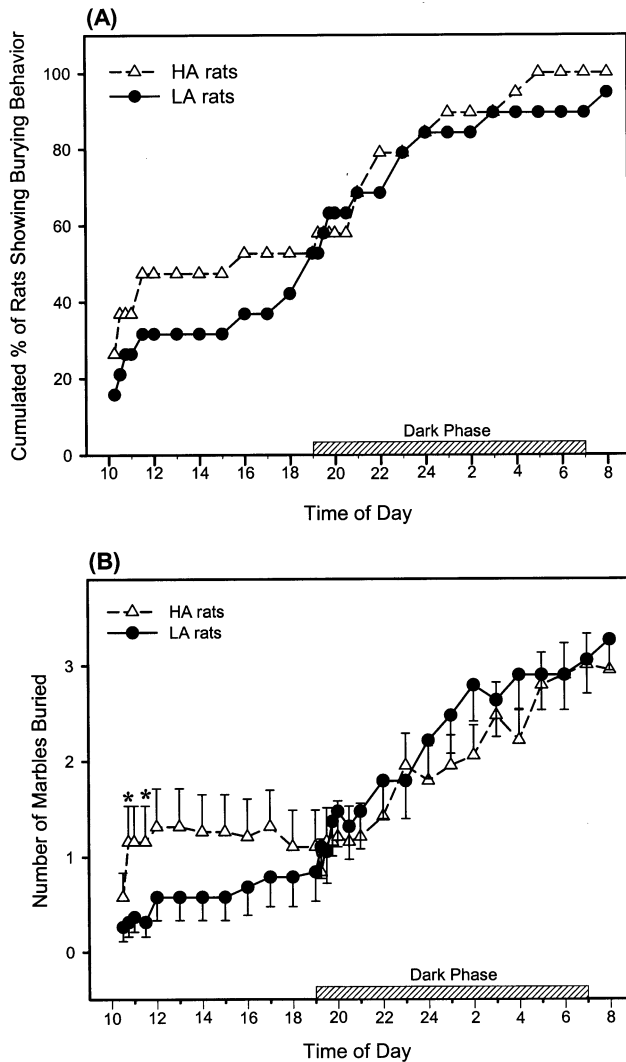 (A)
HA rats
LA rats
Cumulated % of Rats Showing Burying Behavior
100
80
60
40
20
0
Dark Phase
10 12 14 16 18 20 22 24 2 4 6 8
Time of Day
(B)
HA rats
LA rats
Number of Marbles Buried
3
2
1
0
* *
Dark Phase
10 12 14 16 18 20 22 24 2 4 6 8
Time of Day